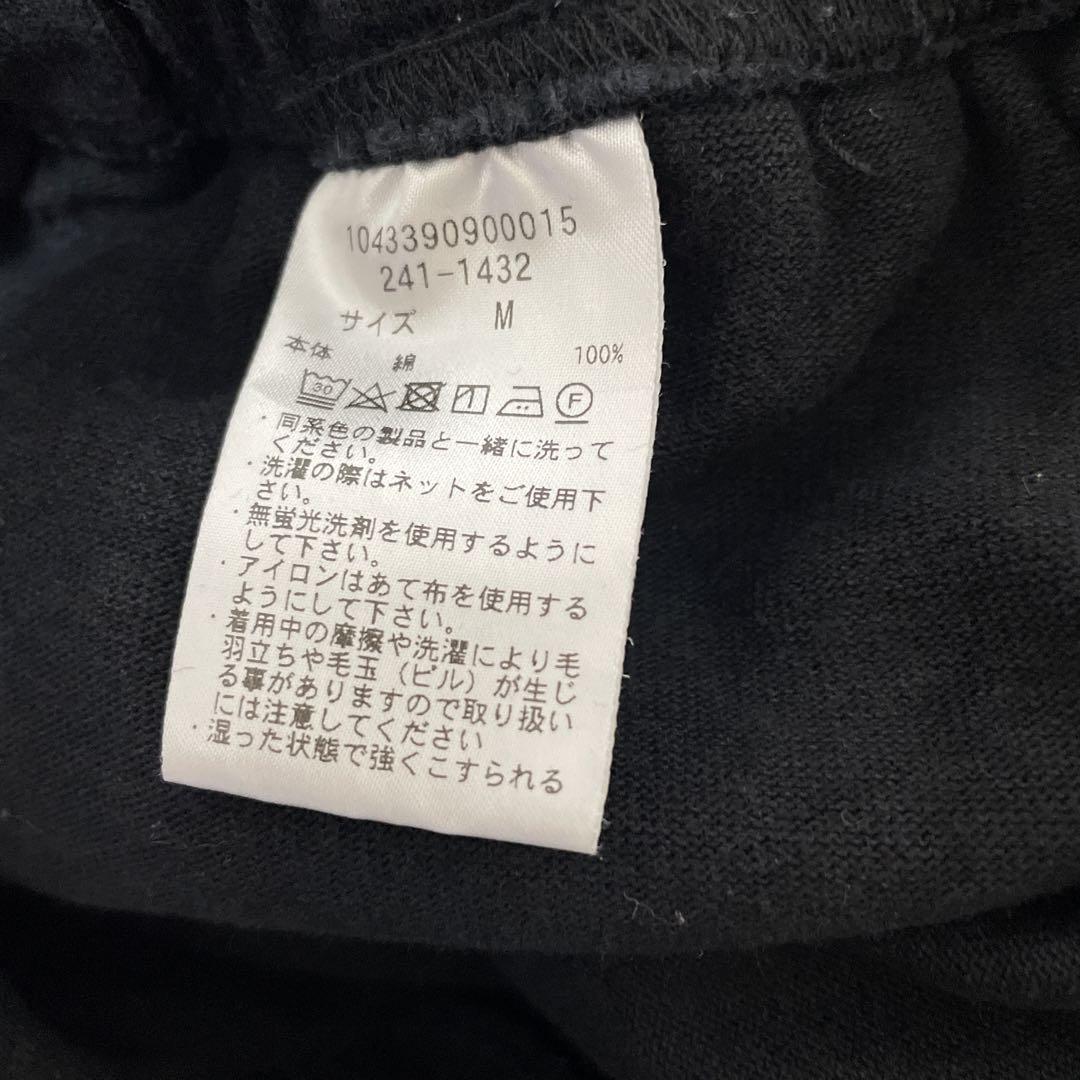 1043390900015
241-1432
サイズ M
本体 綿 100%
30 F
・同系色の製品と一緒に洗って
ください。
・洗濯の際はネットをご使用下
さい。
・無蛍光洗剤を使用するように
して下さい。
・アイロンはあて布を使用する
ようにして下さい。
・着用中の摩擦や洗濯により毛
羽立ちや毛玉（ピル）が生じ
る事がありますので取り扱い
には注意してください
・湿った状態で強くこすられる